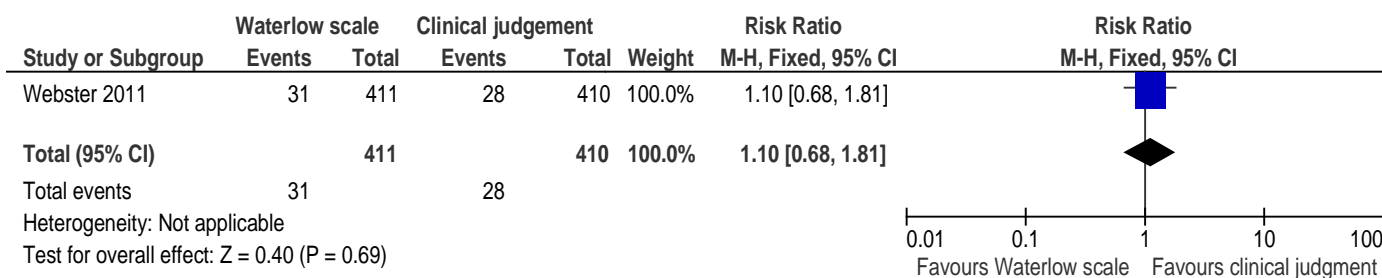 Waterlow scale Clinical judgement Risk Ratio Risk Ratio
Study or Subgroup Events Total Events Total Weight M-H, Fixed, 95% CI M-H, Fixed, 95% CI
Webster 2011 31 411 28 410 100.0% 1.10 [0.68, 1.81]
Total (95% CI) 411 410 100.0% 1.10 [0.68, 1.81]
Total events 31 28
Heterogeneity: Not applicable
Test for overall effect: Z = 0.40 (P = 0.69)
0.01 0.1 1 10 100
Favours Waterlow scale Favours clinical judgment